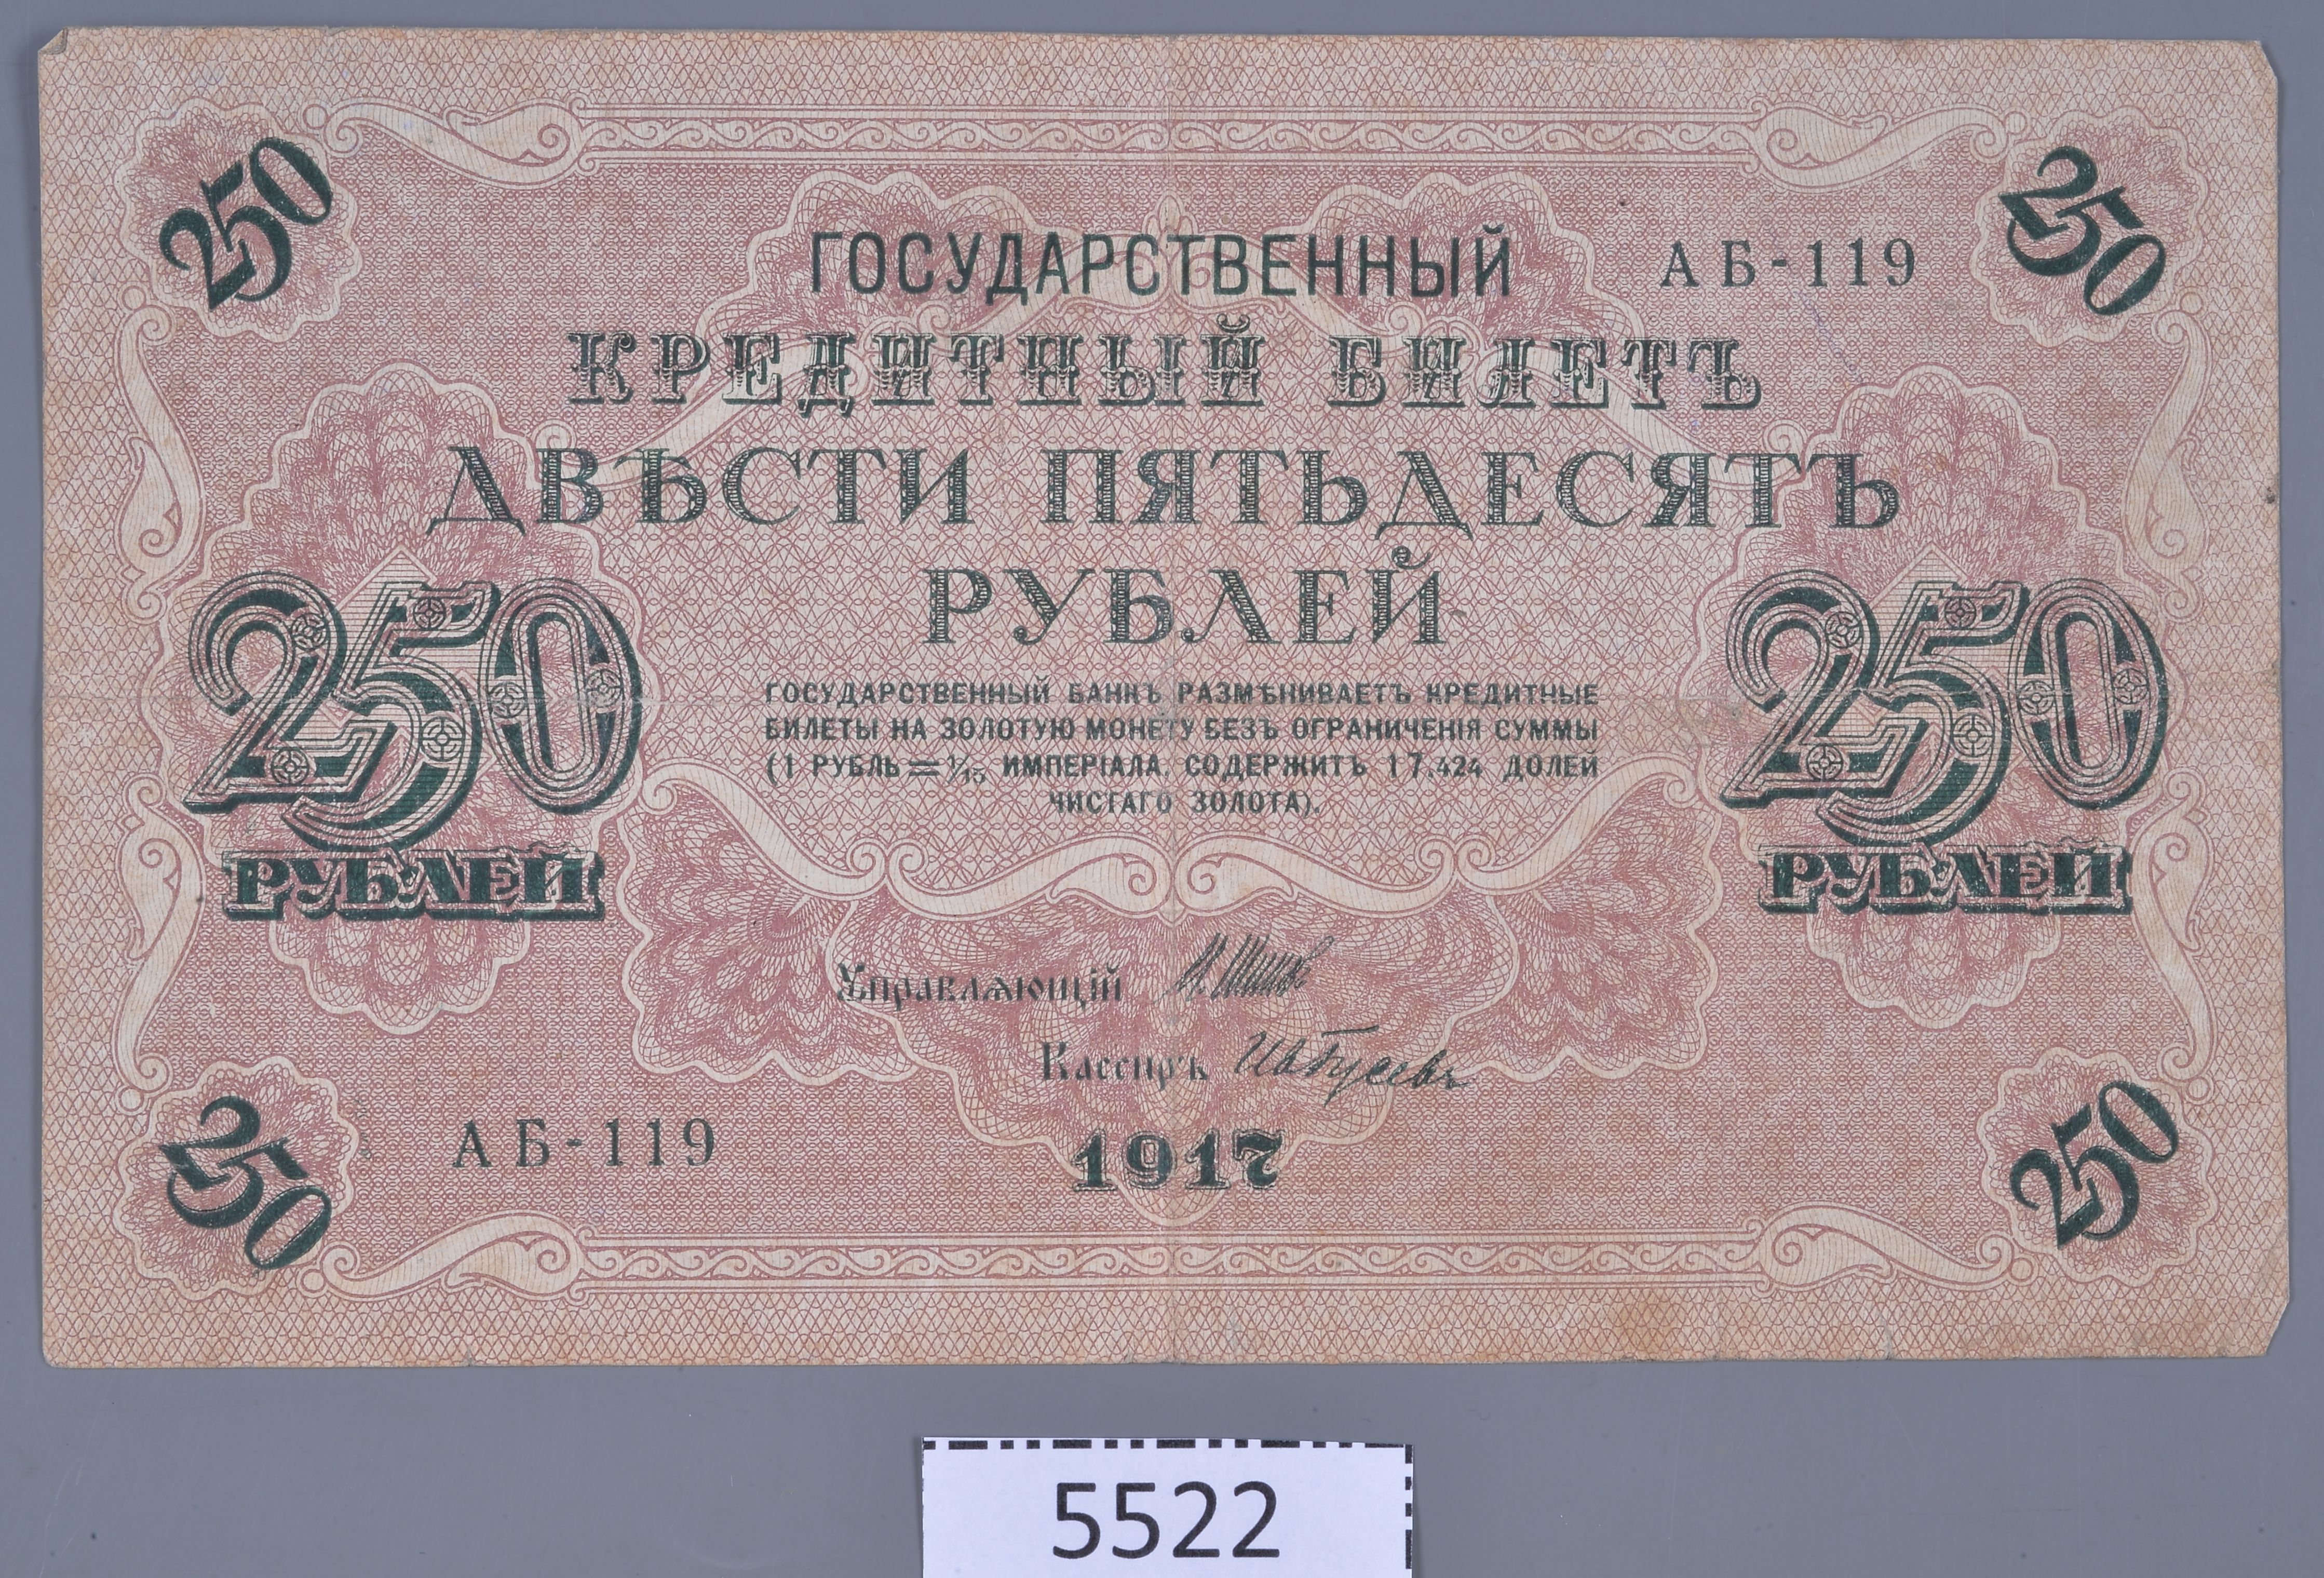 250
250
ГОСУДАРСТВЕННЫЙ
АБ-119
КРЕДИТНЫЙ БИЛЕТЪ
ДВѢСТИ ПЯТЬДЕСЯТЪ
РУБЛЕЙ
250
250
ГОСУДАРСТВЕННЫЙ БАНКЪ РАЗМѢНИВАЕТЪ КРЕДИТНЫЕ
БИЛЕТЫ НА ЗОЛОТУЮ МОНЕТУ БЕЗЪ ОГРАНИЧЕНІЯ СУММЫ
(1 РУБЛЬ = 1/15 ИМПЕРІАЛА, СОДЕРЖИТЪ 17,424 ДОЛЕЙ
ЧИСТАГО ЗОЛОТА).
РУБЛЕЙ
РУБЛЕЙ
Управляющій И. Шипов
Кассиръ Гусевъ
АБ-119
1917
250
250
5522